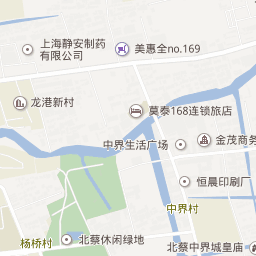 上海静安制药
有限公司
美惠全no.169
龙港新村
莫泰168连锁旅店
中界生活广场
金茂商务
恒晨印刷厂
中界村
杨桥村
北蔡休闲绿地
北蔡中界城皇庙